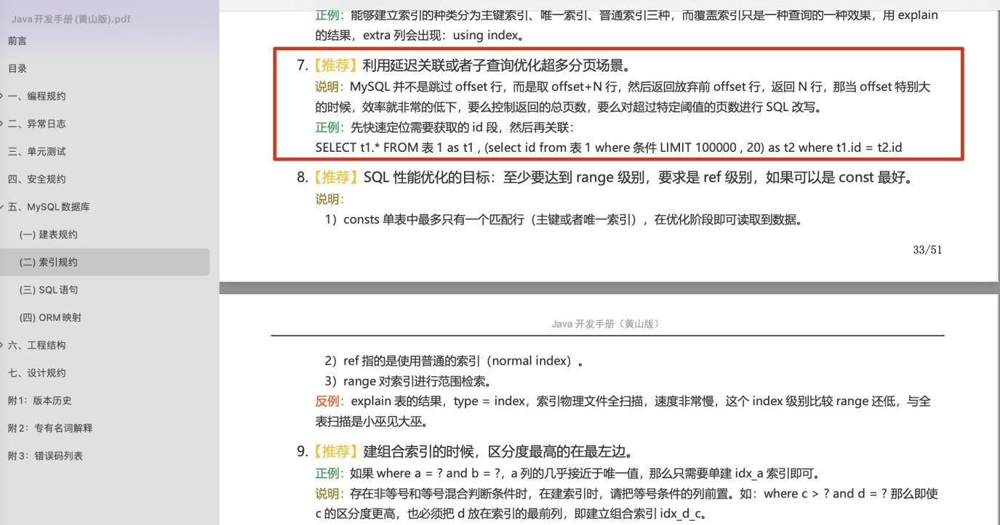 Java 开发手册 (黄山版).pdf
前言
目录
一、编程规约
二、异常日志
三、单元测试
四、安全规约
五、MySQL 数据库
(一) 建表规约
(二) 索引规约
(三) SQL 语句
(四) ORM 映射
六、工程结构
七、设计规约
附1：版本历史
附2：专有名词解释
附3：错误码列表
正例：能够建立索引的种类分为主键索引、唯一索引、普通索引三种，而覆盖索引只是一种查询的一种效果，用 explain
的结果，extra 列会出现：using index。
7.【推荐】利用延迟关联或者子查询优化超多分页场景。
说明：MySQL 并不是跳过 offset 行，而是取 offset+N 行，然后返回放弃前 offset 行，返回 N 行，那当 offset 特别大
的时候，效率就非常的低下，要么控制返回的总页数，要么对超过特定阈值的页数进行 SQL 改写。
正例：先快速定位需要获取的 id 段，然后再关联：
SELECT t1.* FROM 表 1 as t1 , (select id from 表 1 where 条件 LIMIT 100000 , 20) as t2 where t1.id = t2.id
8.【推荐】SQL 性能优化的目标：至少要达到 range 级别，要求是 ref 级别，如果可以是 const 最好。
说明：
1）consts 单表中最多只有一个匹配行（主键或者唯一索引），在优化阶段即可读取到数据。
33/51
Java 开发手册（黄山版）
2）ref 指的是使用普通的索引（normal index）。
3）range 对索引进行范围检索。
反例：explain 表的结果，type = index，索引物理文件全扫描，速度非常慢，这个 index 级别比较 range 还低，与全
表扫描是小巫见大巫。
9.【推荐】建组合索引的时候，区分度最高的在最左边。
正例：如果 where a = ? and b = ?，a 列的几乎接近于唯一值，那么只需要单建 idx_a 索引即可。
说明：存在非等号和等号混合判断条件时，在建索引时，请把等号条件的列前置。如：where c > ? and d = ? 那么即使
c 的区分度更高，也必须把 d 放在索引的最前列，即建立组合索引 idx_d_c。